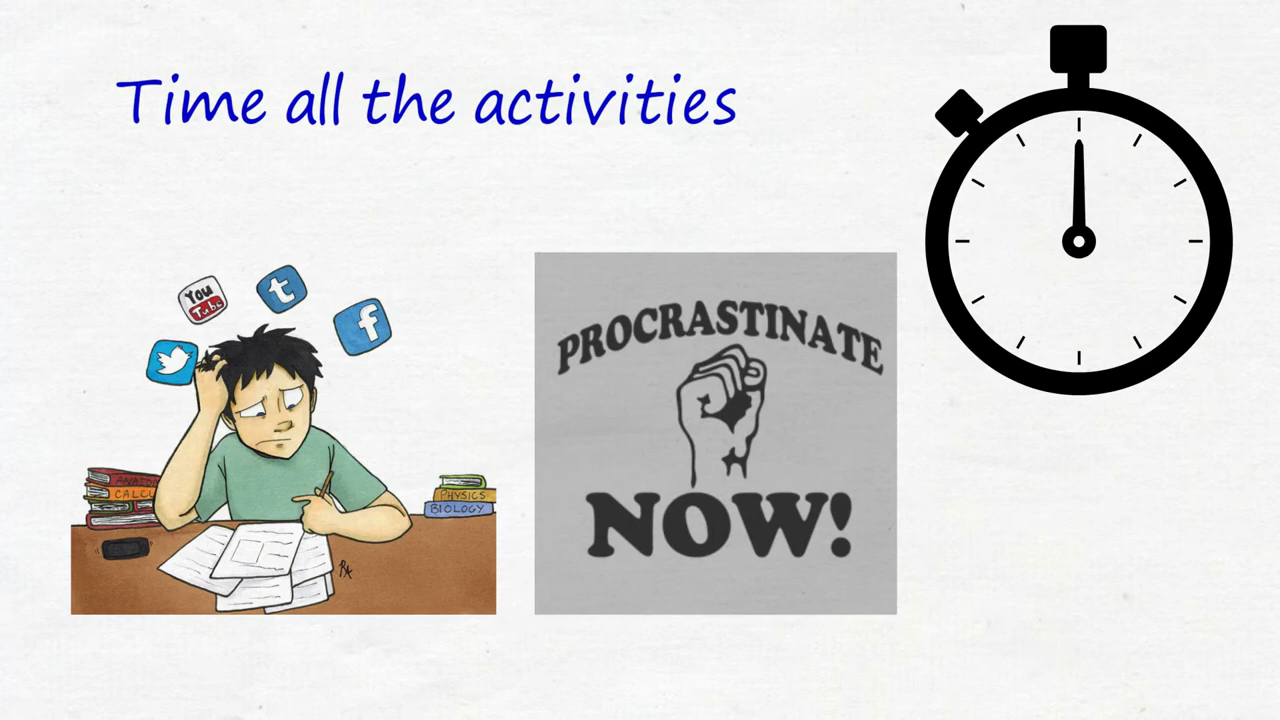 Time all the activities
You
Tube
t
f
PHYSICS
BIOLOGY
PROCRASTINATE
NOW!